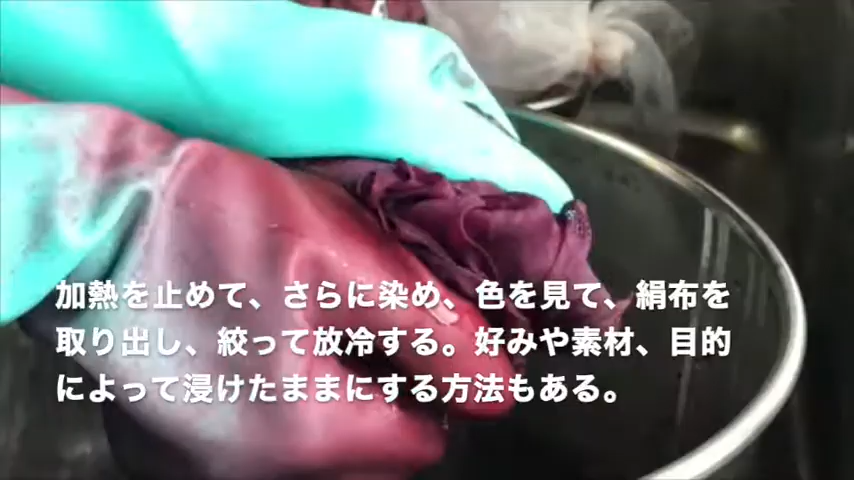 加熱を止めて、さらに染め、色を見て、絹布を
取り出し、絞って放冷する。好みや素材、目的
によって浸けたままにする方法もある。